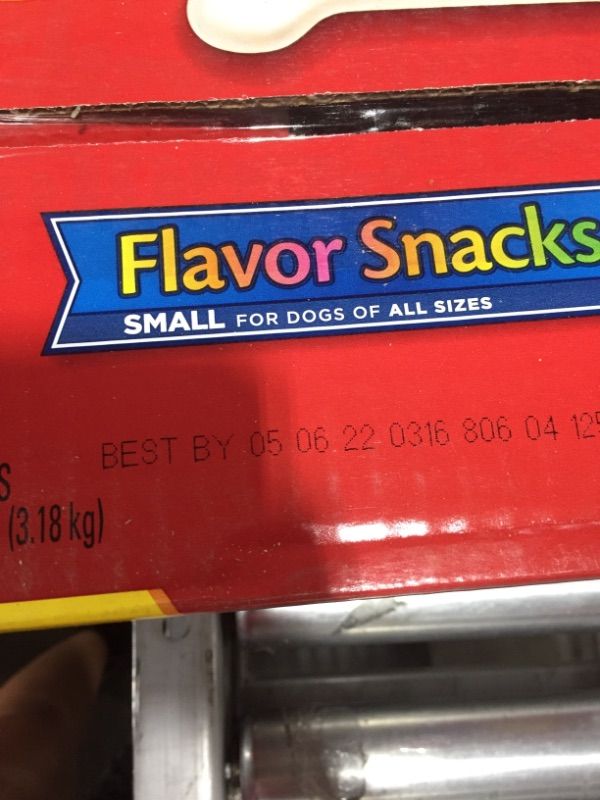 Flavor Snacks
SMALL FOR DOGS OF ALL SIZES
BEST BY 05 06 22 0316 806 04
S
(3.18 kg)